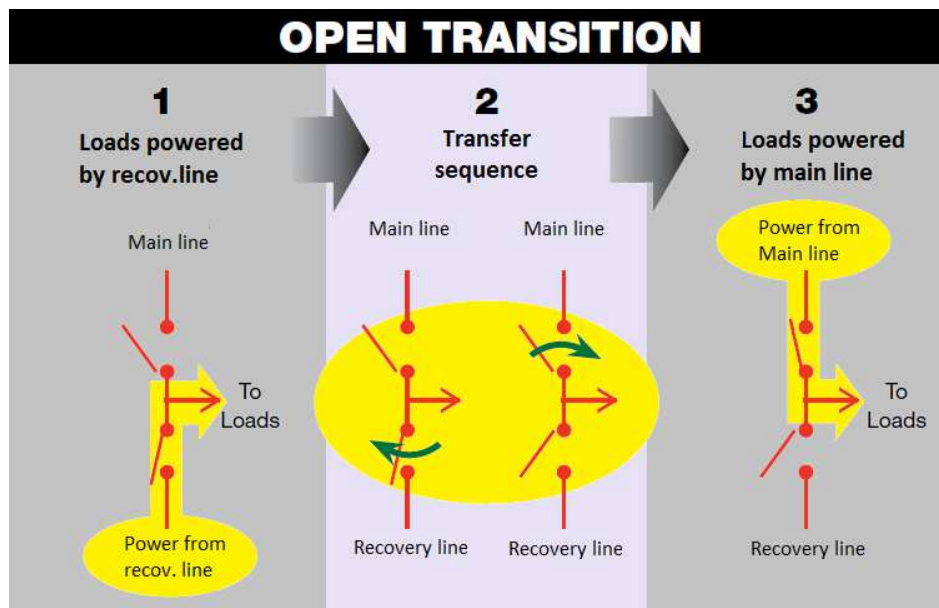 OPEN TRANSITION
1
Loads powered
by recov.line
Main line
To
Loads
Power from
recov. line
2
Transfer
sequence
Main line
Main line
Recovery line
Recovery line
3
Loads powered
by main line
Power from
Main line
To
Loads
Recovery line